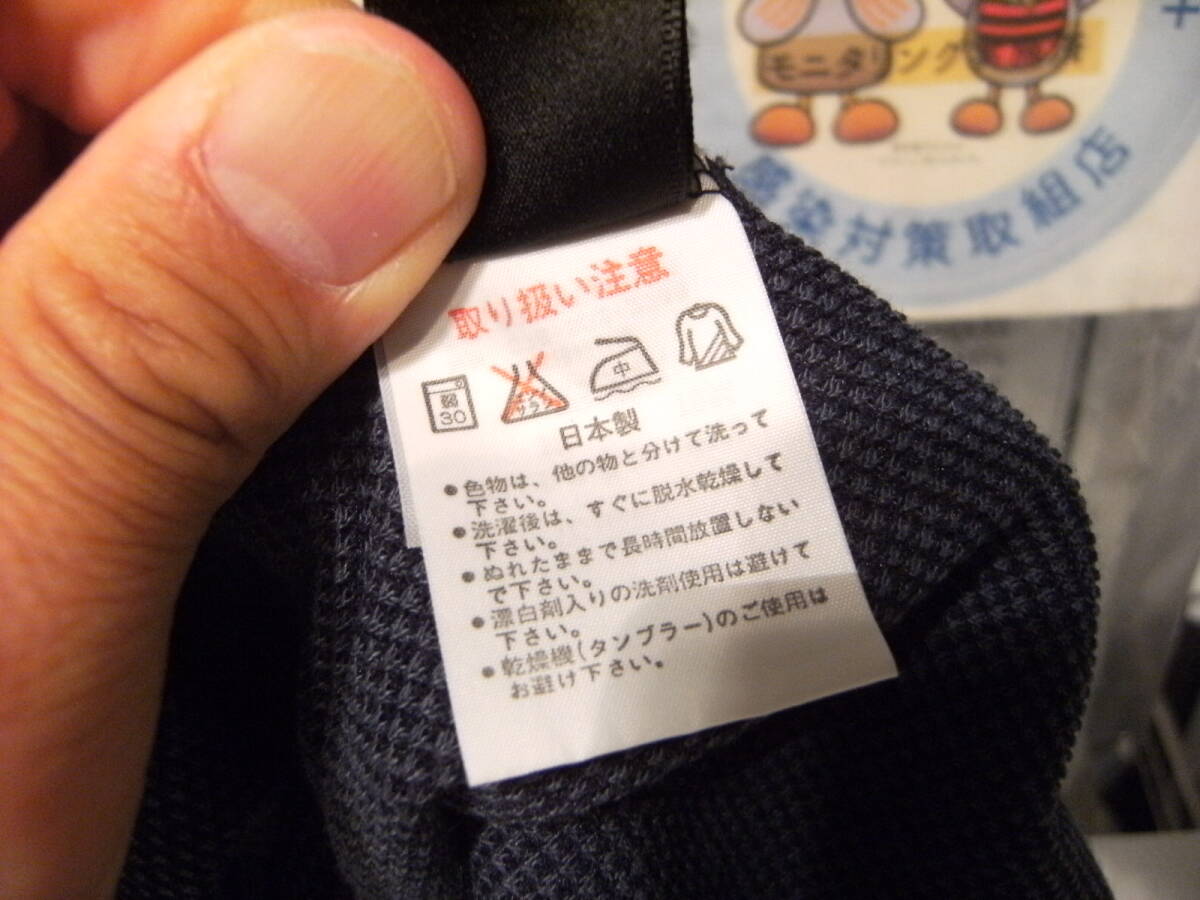 モニタリング
感染対策取組店
取り扱い注意
弱
30
サラシ
中
日本製
●色物は、他の物と分けて洗って
下さい。
●洗濯後は、すぐに脱水乾燥して
下さい。
●ぬれたままで長時間放置しない
で下さい。
●漂白剤入りの洗剤使用は避けて
下さい。
●乾燥機(タンブラー)のご使用は
お避け下さい。